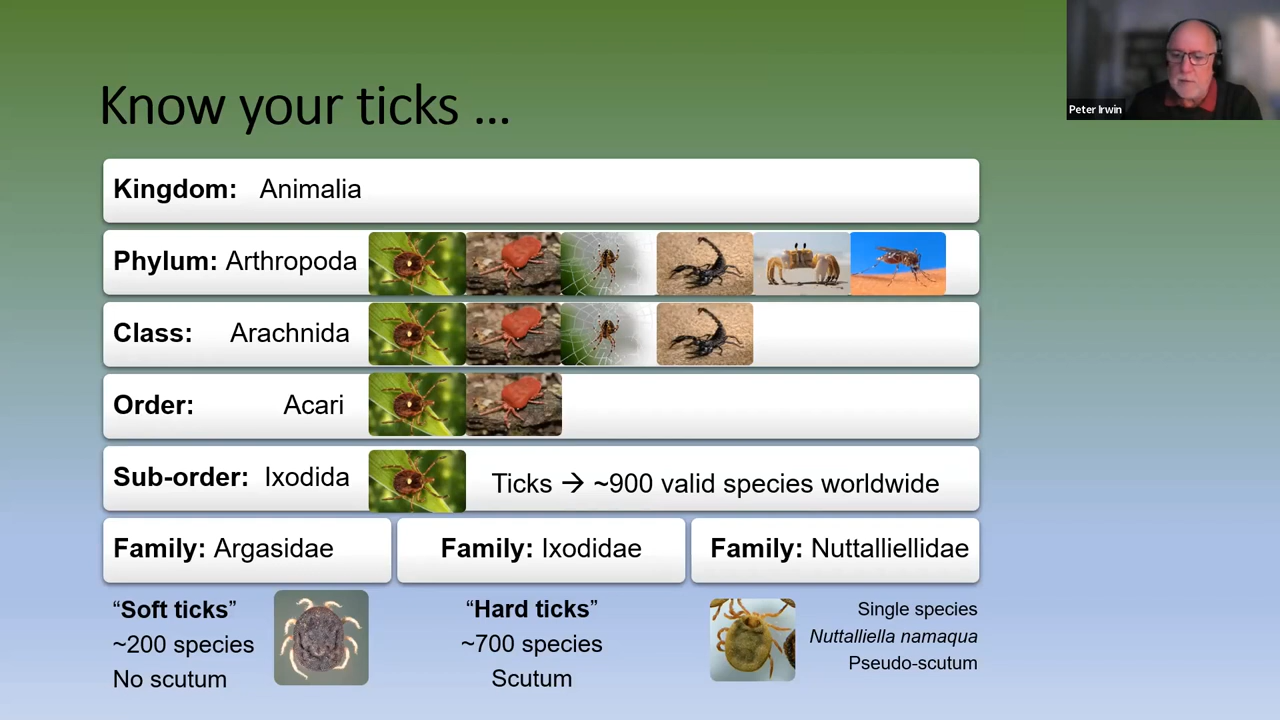 Peter Irwin
Know your ticks ...
Kingdom: Animalia
Phylum: Arthropoda
Class: Arachnida
Order: Acari
Sub-order: Ixodida
Ticks → ~900 valid species worldwide
Family: Argasidae
Family: Ixodidae
Family: Nuttalliellidae
“Soft ticks”
~200 species
No scutum
“Hard ticks”
~700 species
Scutum
Single species
Nuttalliella namaqua
Pseudo-scutum